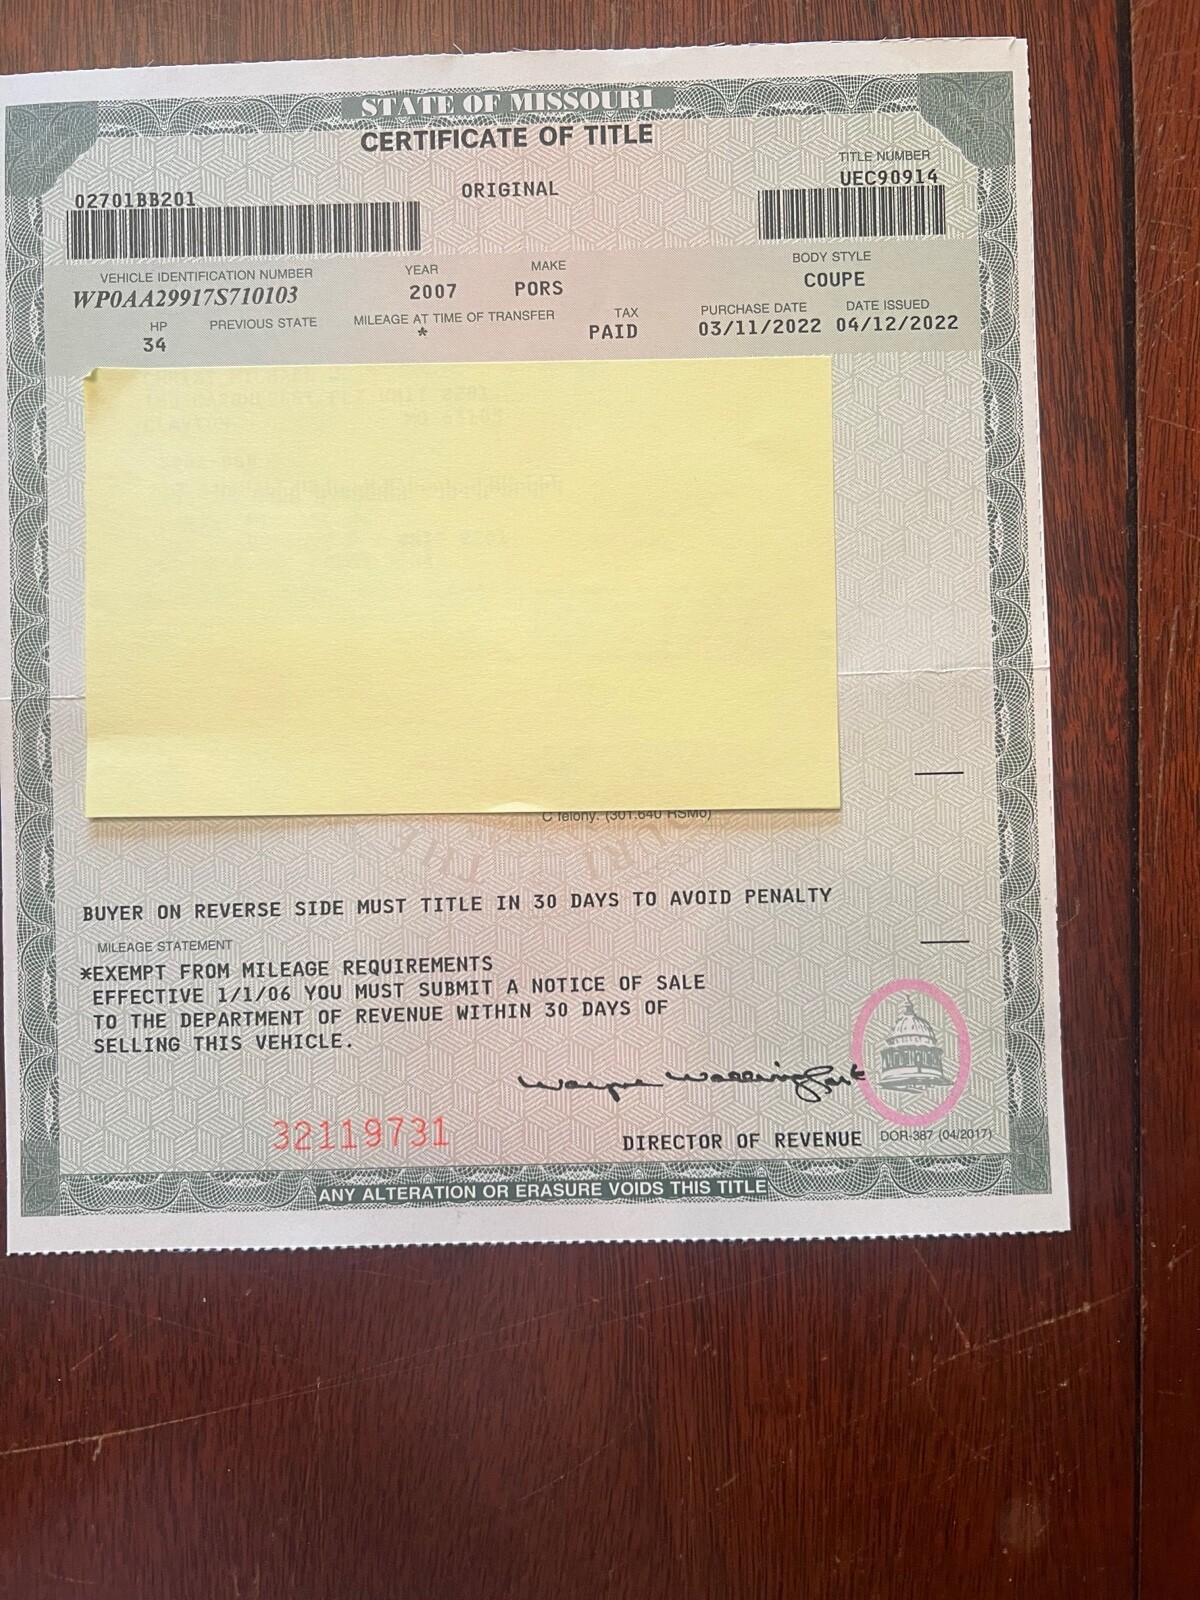 STATE OF MISSOURI
CERTIFICATE OF TITLE
TITLE NUMBER
02701BB201
ORIGINAL
UEC90914
VEHICLE IDENTIFICATION NUMBER YEAR MAKE BODY STYLE
WP0AA29917S710103 2007 PORS COUPE
HP PREVIOUS STATE MILEAGE AT TIME OF TRANSFER TAX PURCHASE DATE DATE ISSUED
34 * PAID 03/11/2022 04/12/2022
C felony. (301.640 RSMo)
BUYER ON REVERSE SIDE MUST TITLE IN 30 DAYS TO AVOID PENALTY
MILEAGE STATEMENT
*EXEMPT FROM MILEAGE REQUIREMENTS
EFFECTIVE 1/1/06 YOU MUST SUBMIT A NOTICE OF SALE
TO THE DEPARTMENT OF REVENUE WITHIN 30 DAYS OF
SELLING THIS VEHICLE.
32119731
DIRECTOR OF REVENUE DOR-387 (04/2017)
ANY ALTERATION OR ERASURE VOIDS THIS TITLE